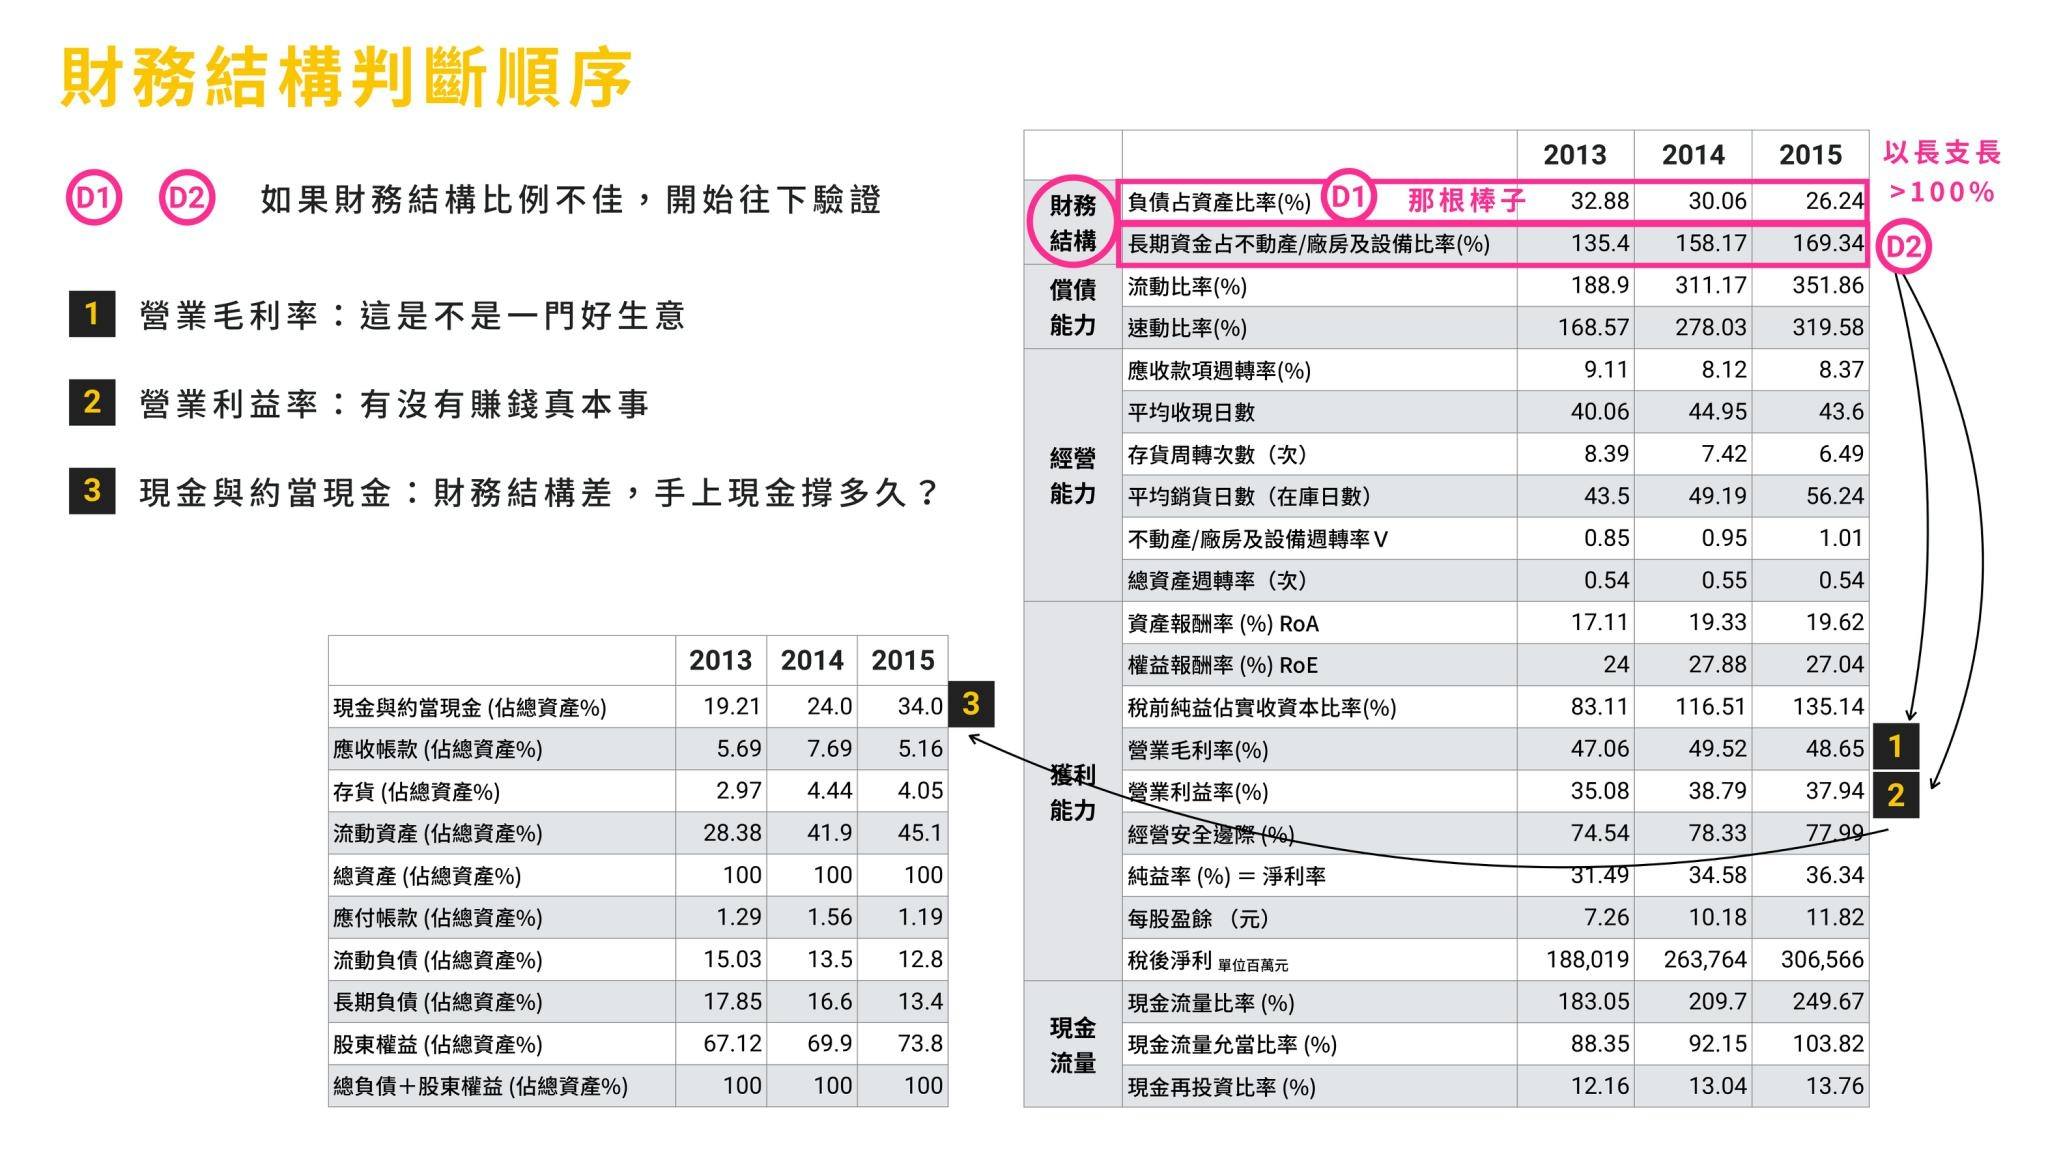 財務結構判斷順序
D1 D2 如果財務結構比例不佳，開始往下驗證
1 營業毛利率：這是不是一門好生意
2 營業利益率：有沒有賺錢真本事
3 現金與約當現金：財務結構差，手上現金撐多久？
2013 2014 2015
現金與約當現金 (佔總資產%) 19.21 24.0 34.0 3
應收帳款 (佔總資產%) 5.69 7.69 5.16
存貨 (佔總資產%) 2.97 4.44 4.05
流動資產 (佔總資產%) 28.38 41.9 45.1
總資產 (佔總資產%) 100 100 100
應付帳款 (佔總資產%) 1.29 1.56 1.19
流動負債 (佔總資產%) 15.03 13.5 12.8
長期負債 (佔總資產%) 17.85 16.6 13.4
股東權益 (佔總資產%) 67.12 69.9 73.8
總負債＋股東權益 (佔總資產%) 100 100 100
2013 2014 2015
以長支長
>100%
財務
結構
負債占資產比率(%) D1 那根棒子 32.88 30.06 26.24
長期資金占不動產/廠房及設備比率(%) 135.4 158.17 169.34 D2
償債
能力
流動比率(%) 188.9 311.17 351.86
速動比率(%) 168.57 278.03 319.58
經營
能力
應收款項週轉率(%) 9.11 8.12 8.37
平均收現日數 40.06 44.95 43.6
存貨周轉次數（次） 8.39 7.42 6.49
平均銷貨日數（在庫日數） 43.5 49.19 56.24
不動產/廠房及設備週轉率Ｖ 0.85 0.95 1.01
總資產週轉率（次） 0.54 0.55 0.54
獲利
能力
資產報酬率 (%) RoA 17.11 19.33 19.62
權益報酬率 (%) RoE 24 27.88 27.04
稅前純益佔實收資本比率(%) 83.11 116.51 135.14
營業毛利率(%) 47.06 49.52 48.65 1
營業利益率(%) 35.08 38.79 37.94 2
經營安全邊際 (%) 74.54 78.33 77.99
純益率 (%) ＝ 淨利率 31.49 34.58 36.34
每股盈餘 （元） 7.26 10.18 11.82
稅後淨利 單位百萬元 188,019 263,764 306,566
現金
流量
現金流量比率 (%) 183.05 209.7 249.67
現金流量允當比率 (%) 88.35 92.15 103.82
現金再投資比率 (%) 12.16 13.04 13.76